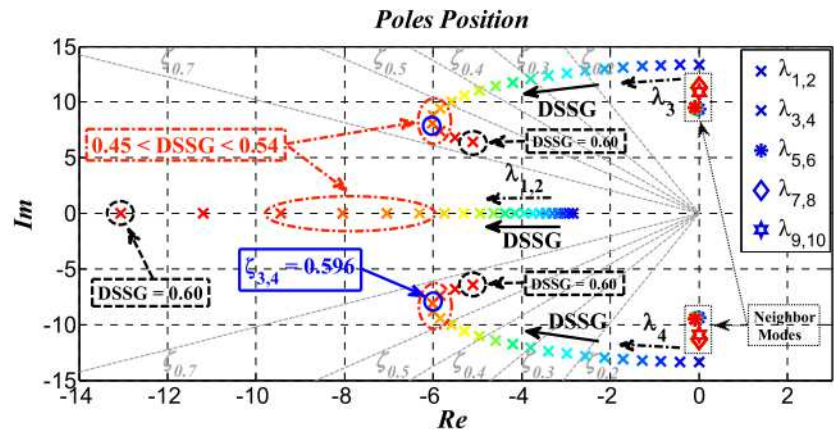 Poles Position
15
10
5
0
-5
-10
-15
-14
-12
-10
-8
-6
-4
-2
0
2
Im
Re
ζ0.7
ζ0.5
ζ0.4
ζ0.3
ζ0.2
DSSG
λ3
0.45 < DSSG < 0.54
DSSG = 0.60
λ1,2
DSSG
DSSG = 0.60
ζ3,4 = 0.596
DSSG = 0.60
DSSG
λ4
Neighbor
Modes
ζ0.7
ζ0.5
ζ0.4
ζ0.3
ζ0.2
λ1,2
λ3,4
λ5,6
λ7,8
λ9,10